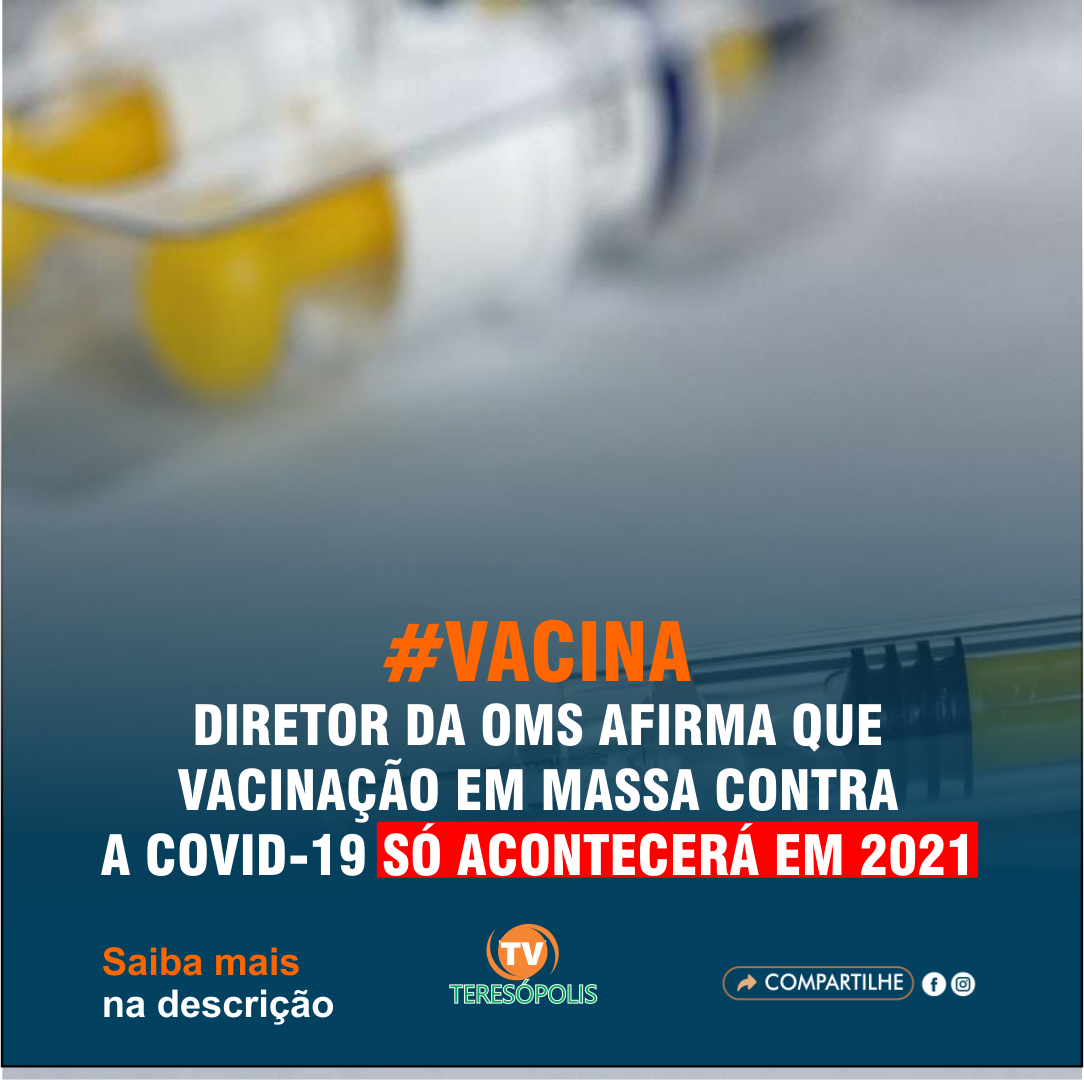 #VACINA
DIRETOR DA OMS AFIRMA QUE
VACINAÇÃO EM MASSA CONTRA
A COVID-19 SÓ ACONTECERÁ EM 2021
Saiba mais
na descrição
TV
TERESÓPOLIS
COMPARTILHE